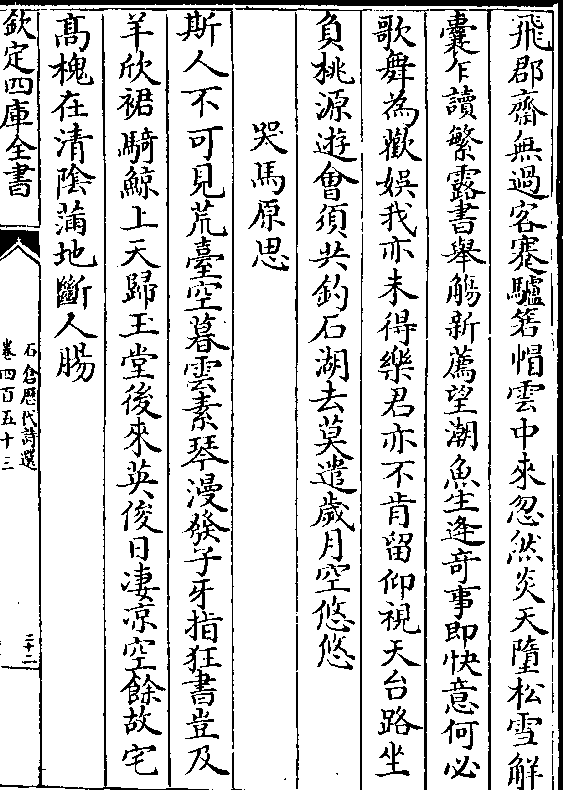 飛郡齋無過客蹇驢箬帽雲中來忽然炎天墮松雪解
囊乍讀繁露書舉觴新薦望潮魚生逢奇事即快意何必
歌舞為歡娛我亦未得樂君亦不肯留仰視天台路坐
負桃源遊㑹須共釣石湖去莫遣歲月空悠悠
哭馬原思
斯人不可見荒臺空暮雲素琴漫發子牙指狂書豈及
羊欣裙騎鯨上天歸玉堂後來英俊日凄凉空餘故宅
髙槐在清陰蒲地斷人腸
欽定四庫全書
石倉歴代詩選
卷四百五十三
三十二